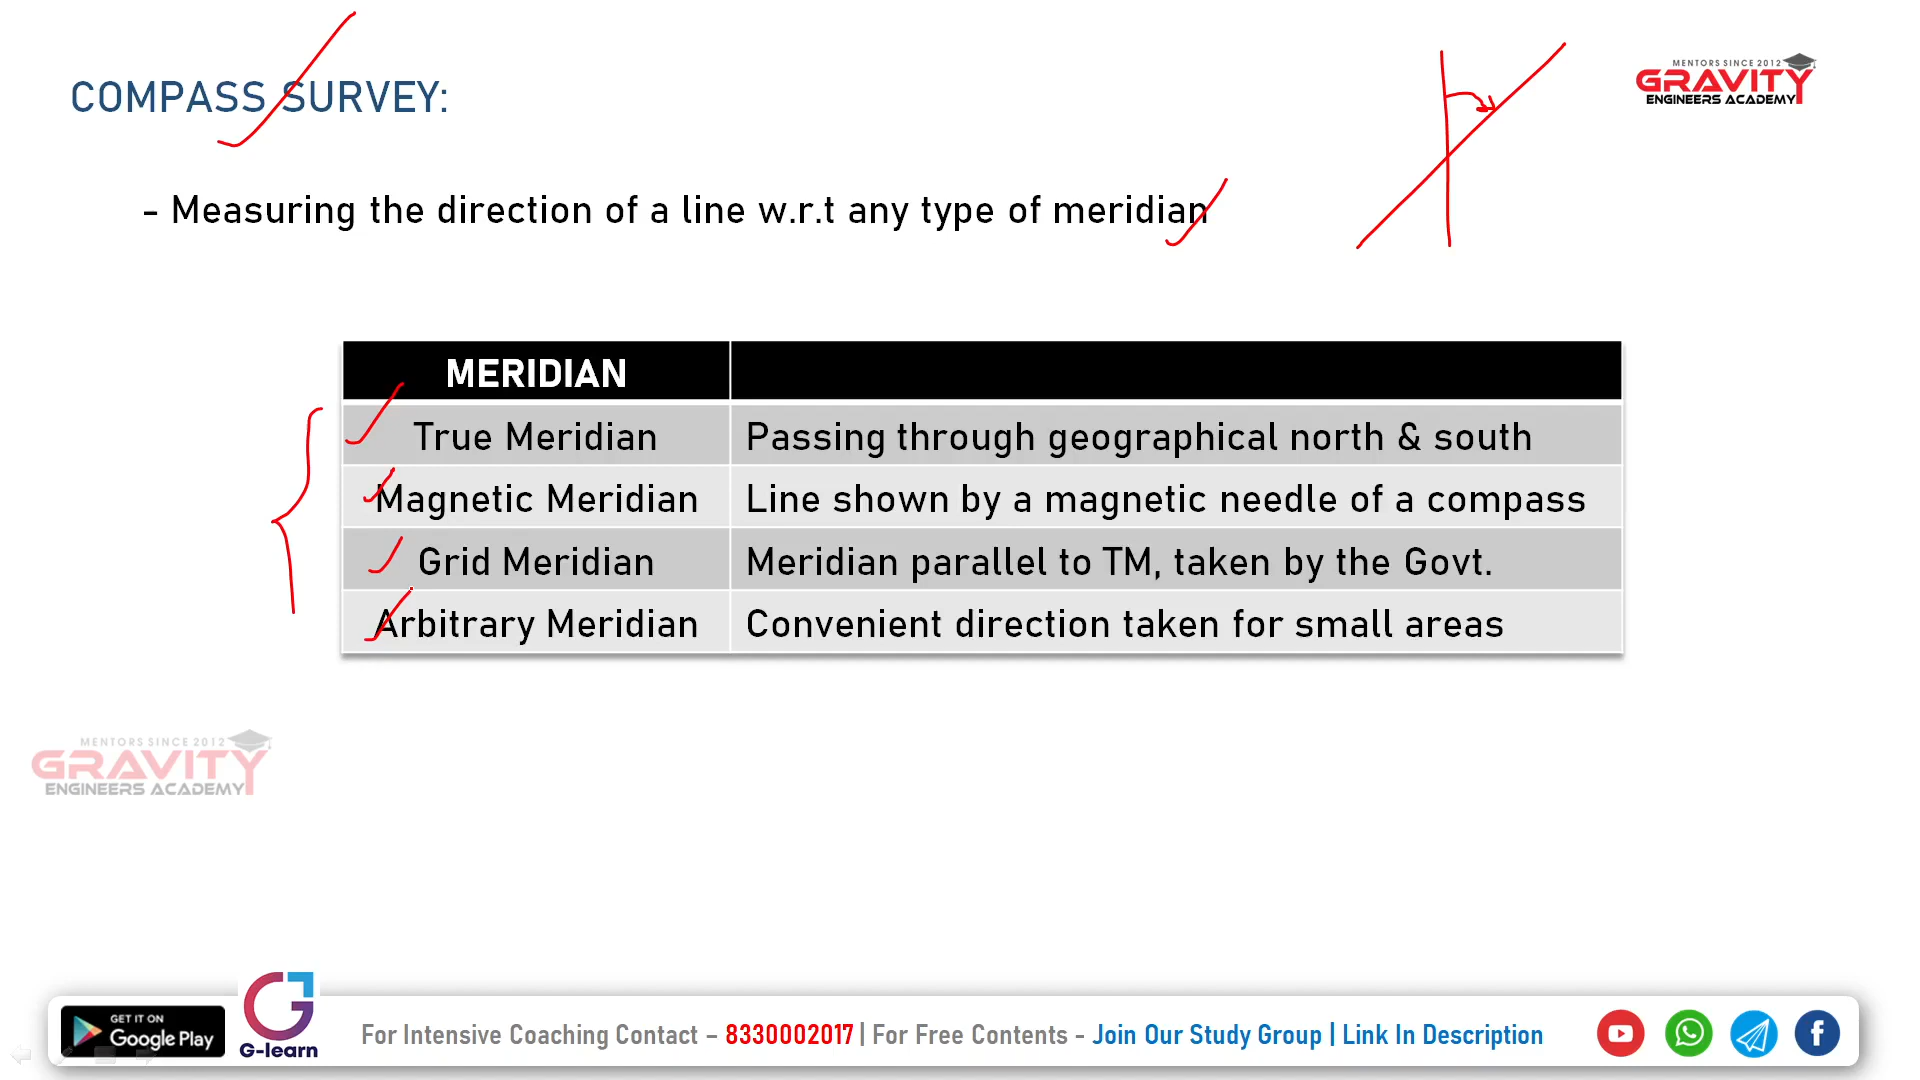 COMPASS SURVEY:
MENTORS SINCE 2012
GRAVITY
ENGINEERS ACADEMY
- Measuring the direction of a line w.r.t any type of meridian
MERIDIAN
True Meridian Passing through geographical north & south
Magnetic Meridian Line shown by a magnetic needle of a compass
Grid Meridian Meridian parallel to TM, taken by the Govt.
Arbitrary Meridian Convenient direction taken for small areas
MENTORS SINCE 2012
GRAVITY
ENGINEERS ACADEMY
GET IT ON
Google Play
G-learn
For Intensive Coaching Contact – 8330002017 | For Free Contents - Join Our Study Group | Link In Description